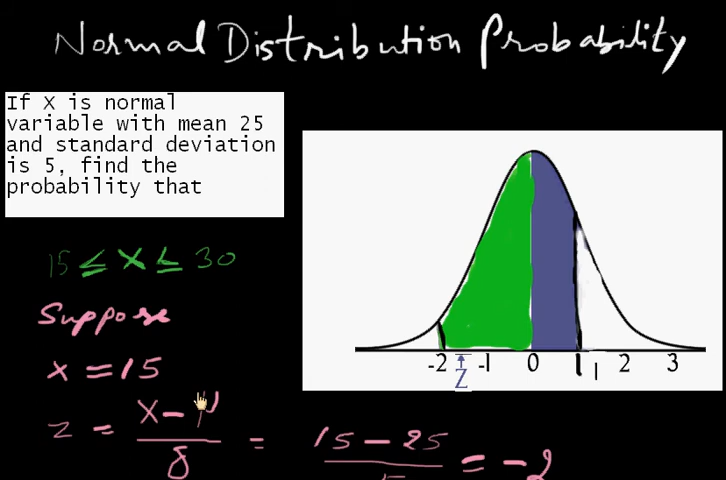 Normal Distribution Probability
If X is normal
variable with mean 25
and standard deviation
is 5, find the
probability that
15 ≤ X ≤ 30
Suppose
x = 15
z = x - μ / δ = 15 - 25 / 5 = -2
-2 -1 0 1 2 3
Z